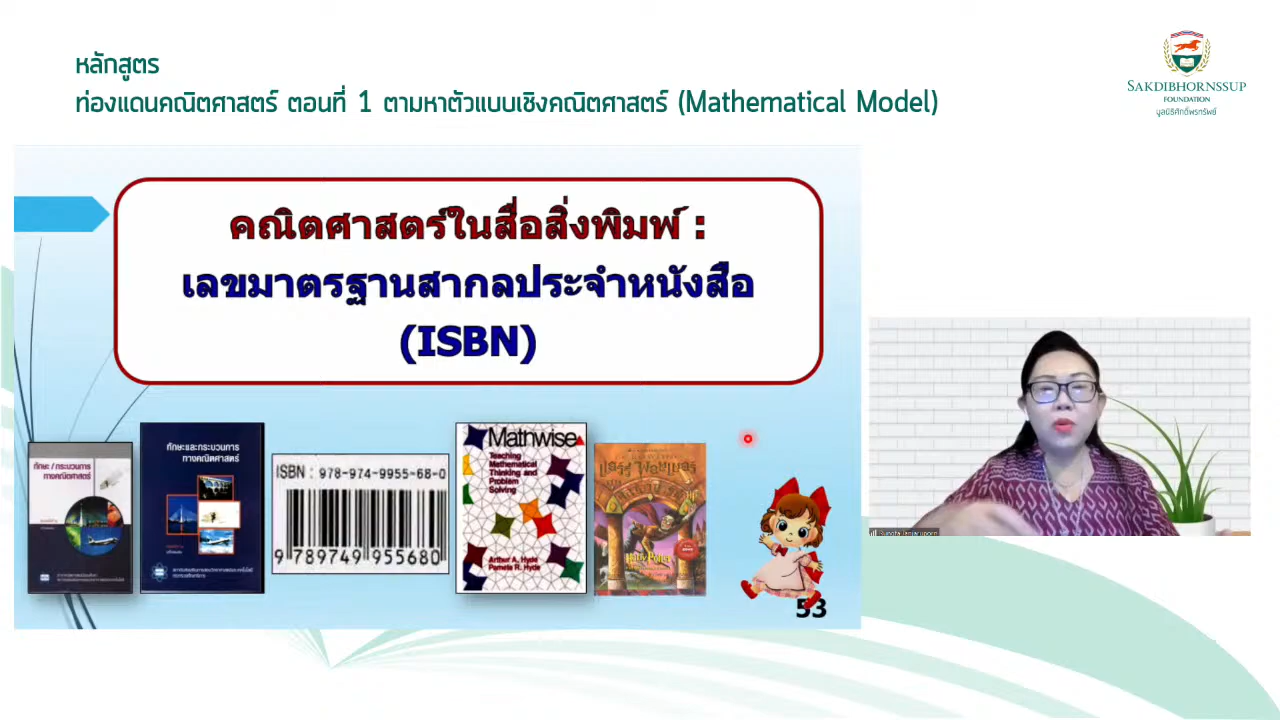 หลักสูตร
ท่องแดนคณิตศาสตร์ ตอนที่ 1 ตามหาตัวแบบเชิงคณิตศาสตร์ (Mathematical Model)
SAKDIBHORNSSUP
FOUNDATION
มูลนิธิศักดิ์พรทรัพย์
คณิตศาสตร์ในสื่อสิ่งพิมพ์ :
เลขมาตรฐานสากลประจำหนังสือ
(ISBN)
ทักษะ/กระบวนการ
ทางคณิตศาสตร์
ทักษะและกระบวนการ
ทางคณิตศาสตร์
ISBN : 978-974-9955-68-0
9 789749 955680
Mathwise
Teaching
Mathematical
Thinking and
Problem
Solving
Arthur A. Hyde
Pamela R. Hyde
แฮร์รี่ พอตเตอร์
Harry Potter
53